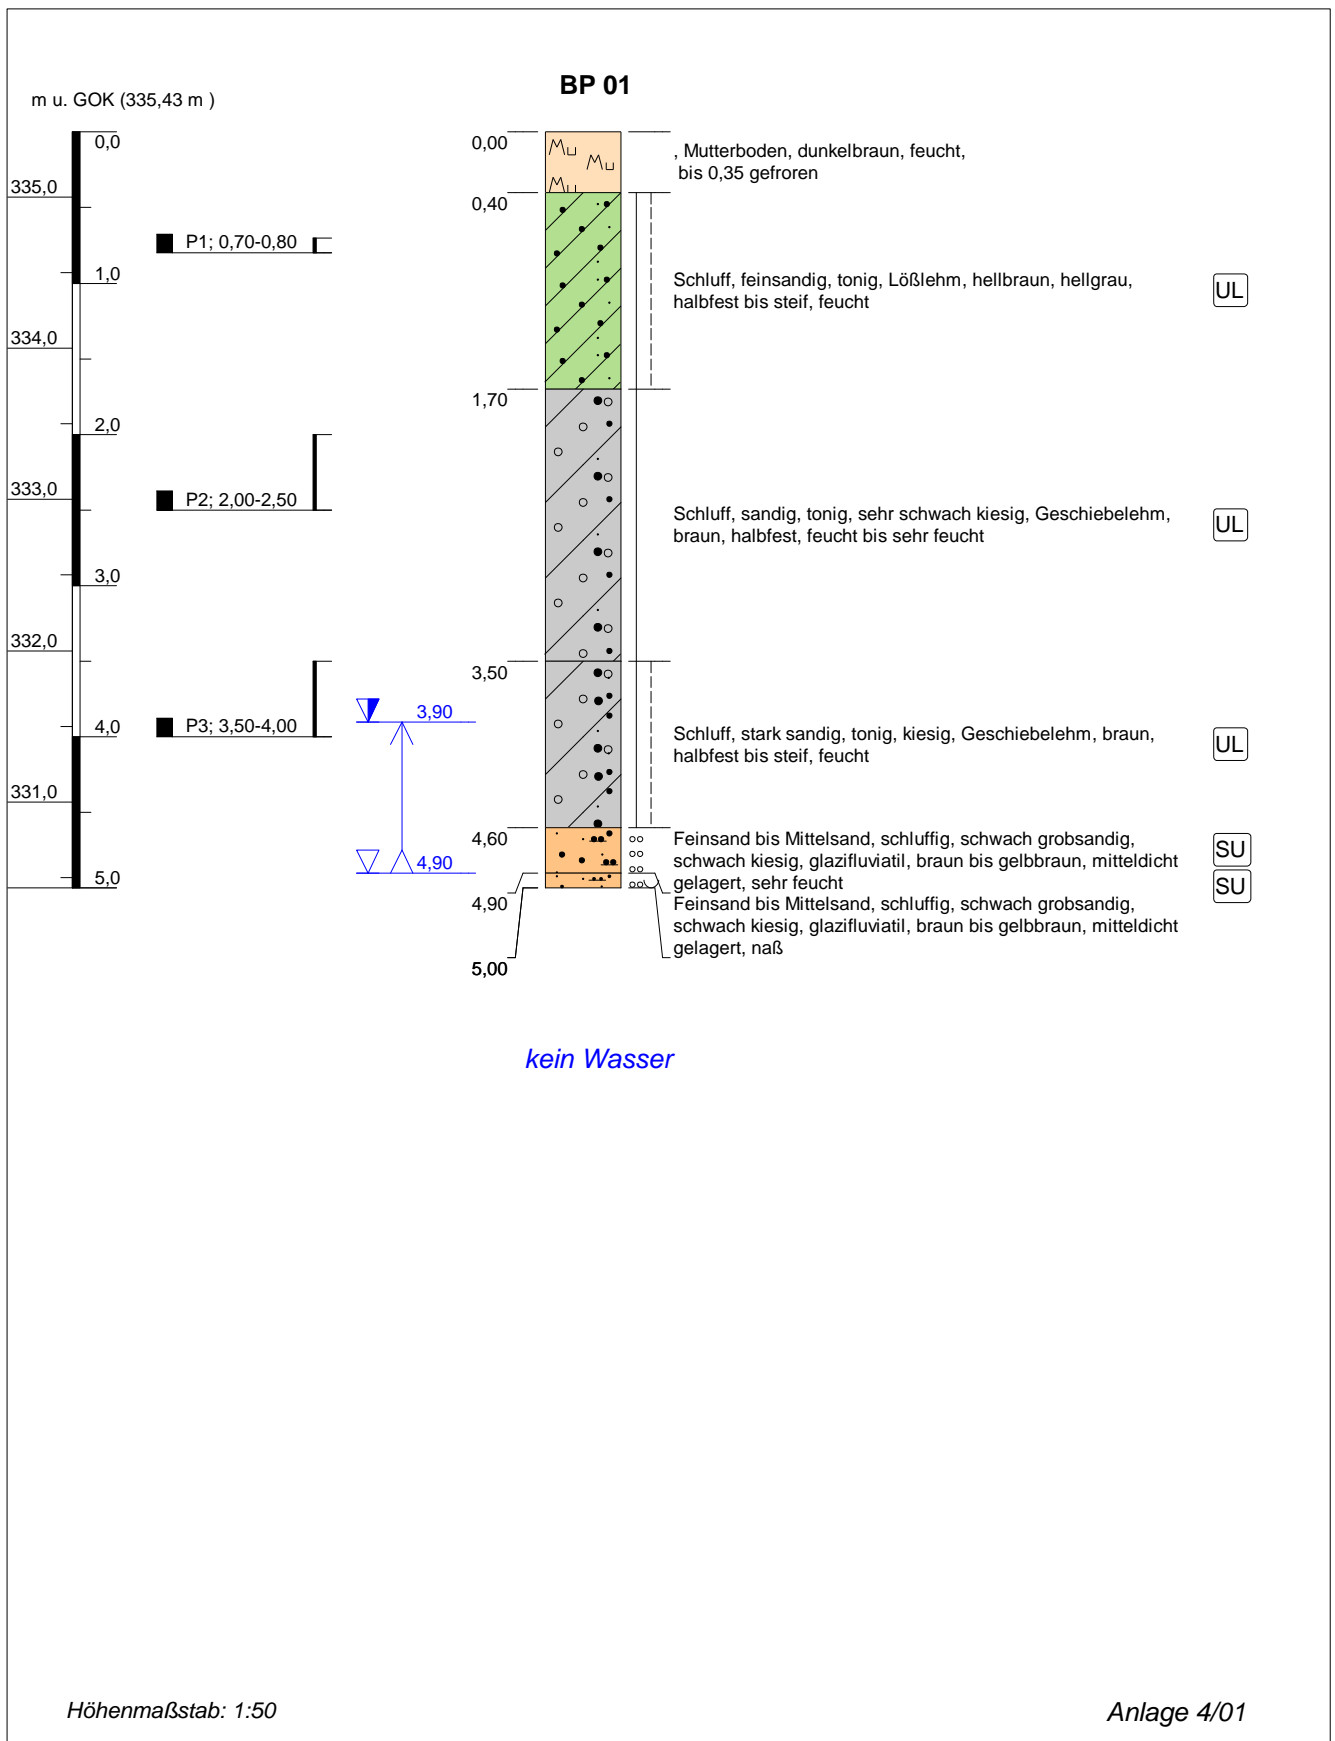 BP 01
m u. GOK (335,43 m )
0,0
335,0
1,0
334,0
2,0
333,0
3,0
332,0
4,0
331,0
5,0
P1; 0,70-0,80
P2; 2,00-2,50
P3; 3,50-4,00
3,90
4,90
0,00
, Mutterboden, dunkelbraun, feucht,
bis 0,35 gefroren
0,40
Schluff, feinsandig, tonig, Lößlehm, hellbraun, hellgrau,
halbfest bis steif, feucht
UL
1,70
Schluff, sandig, tonig, sehr schwach kiesig, Geschiebelehm,
braun, halbfest, feucht bis sehr feucht
UL
3,50
Schluff, stark sandig, tonig, kiesig, Geschiebelehm, braun,
halbfest bis steif, feucht
UL
4,60
Feinsand bis Mittelsand, schluffig, schwach grobsandig,
schwach kiesig, glazifluviatil, braun bis gelbbraun, mitteldicht
gelagert, sehr feucht
SU
4,90
Feinsand bis Mittelsand, schluffig, schwach grobsandig,
schwach kiesig, glazifluviatil, braun bis gelbbraun, mitteldicht
gelagert, naß
SU
5,00
Mu
Mu
Mu
kein Wasser
Höhenmaßstab: 1:50
Anlage 4/01